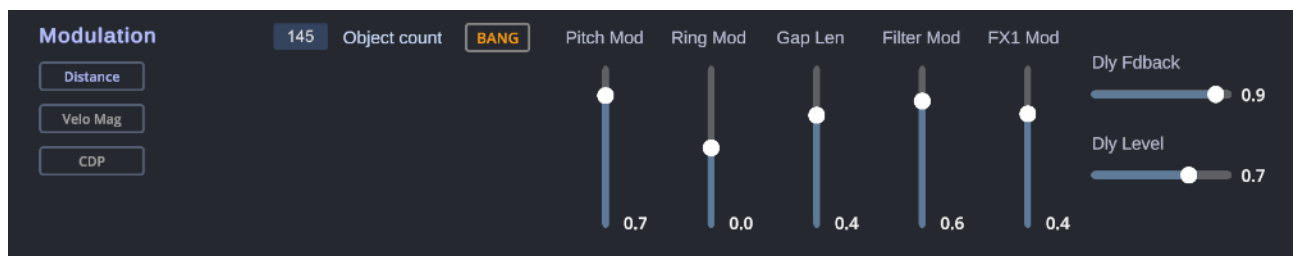 Modulation
145 Object count BANG
Pitch Mod Ring Mod Gap Len Filter Mod FX1 Mod
Distance
Velo Mag
CDP
0.7 0.0 0.4 0.6 0.4
Dly Fdback
0.9
Dly Level
0.7